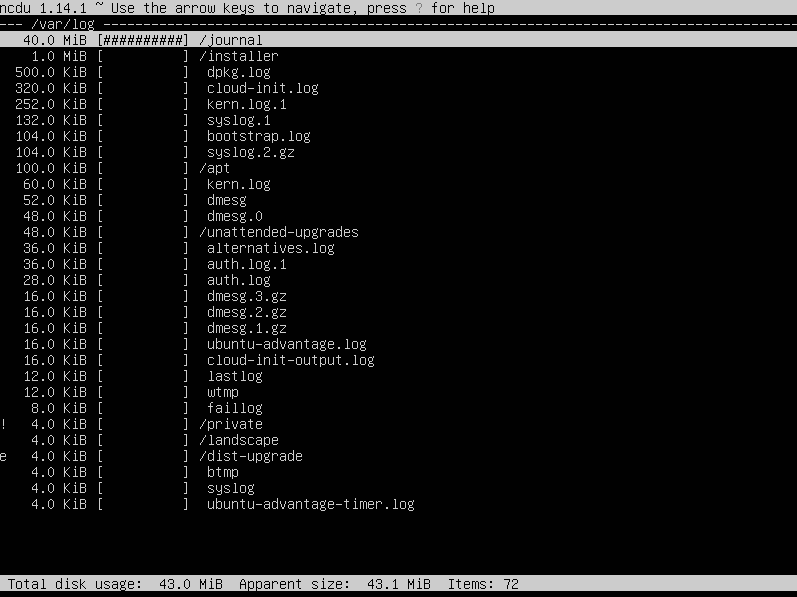 ncdu 1.14.1 ~ Use the arrow keys to navigate, press ? for help
--- /var/log ----------------------------------------------------------------------------------------
   40.0 MiB [##########] /journal
    1.0 MiB [          ] /installer
  500.0 KiB [          ]  dpkg.log
  320.0 KiB [          ]  cloud-init.log
  252.0 KiB [          ]  kern.log.1
  132.0 KiB [          ]  syslog.1
  104.0 KiB [          ]  bootstrap.log
  104.0 KiB [          ]  syslog.2.gz
  100.0 KiB [          ] /apt
   60.0 KiB [          ]  kern.log
   52.0 KiB [          ]  dmesg
   48.0 KiB [          ]  dmesg.0
   48.0 KiB [          ] /unattended-upgrades
   36.0 KiB [          ]  alternatives.log
   36.0 KiB [          ]  auth.log.1
   28.0 KiB [          ]  auth.log
   16.0 KiB [          ]  dmesg.3.gz
   16.0 KiB [          ]  dmesg.2.gz
   16.0 KiB [          ]  dmesg.1.gz
   16.0 KiB [          ]  ubuntu-advantage.log
   16.0 KiB [          ]  cloud-init-output.log
   12.0 KiB [          ]  lastlog
   12.0 KiB [          ]  wtmp
    8.0 KiB [          ]  faillog
!   4.0 KiB [          ] /private
    4.0 KiB [          ] /landscape
e   4.0 KiB [          ] /dist-upgrade
    4.0 KiB [          ]  btmp
    4.0 KiB [          ]  syslog
    4.0 KiB [          ]  ubuntu-advantage-timer.log
 Total disk usage:  43.0 MiB  Apparent size:  43.1 MiB  Items: 72